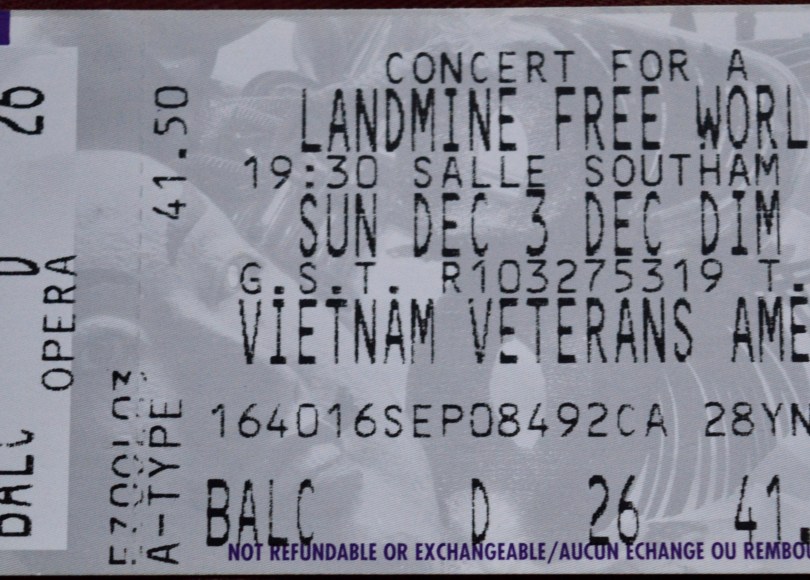 CONCERT FOR A
LANDMINE FREE WORL
19:30 SALLE SOUTHAM
SUN DEC 3 DEC DIM
G.S.T. R103275319 T.
VIETNAM VETERANS AME
164016SEP08492CA 28YN
BALC D 26 41.
NOT REFUNDABLE OR EXCHANGEABLE/AUCUN ECHANGE OU REMBOU
41.50
A-TYPE
OPERA
BALC D 26